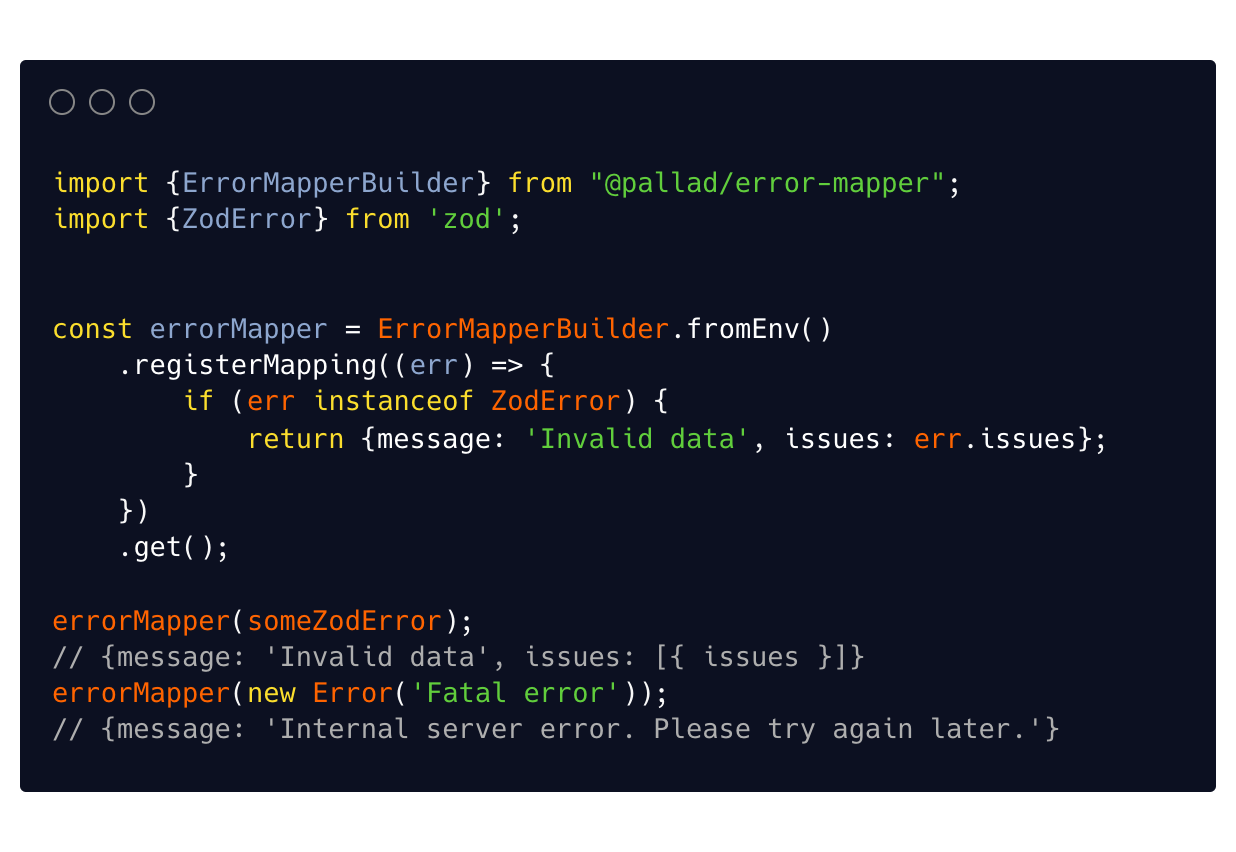 import {ErrorMapperBuilder} from "@pallad/error-mapper";
import {ZodError} from 'zod';
const errorMapper = ErrorMapperBuilder.fromEnv()
    .registerMapping((err) => {
        if (err instanceof ZodError) {
            return {message: 'Invalid data', issues: err.issues};
        }
    })
    .get();
errorMapper(someZodError);
// {message: 'Invalid data', issues: [{ issues }]}
errorMapper(new Error('Fatal error'));
// {message: 'Internal server error. Please try again later.'}